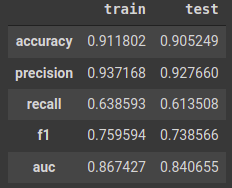 train test
accuracy 0.911802 0.905249
precision 0.937168 0.927660
recall 0.638593 0.613508
f1 0.759594 0.738566
auc 0.867427 0.840655